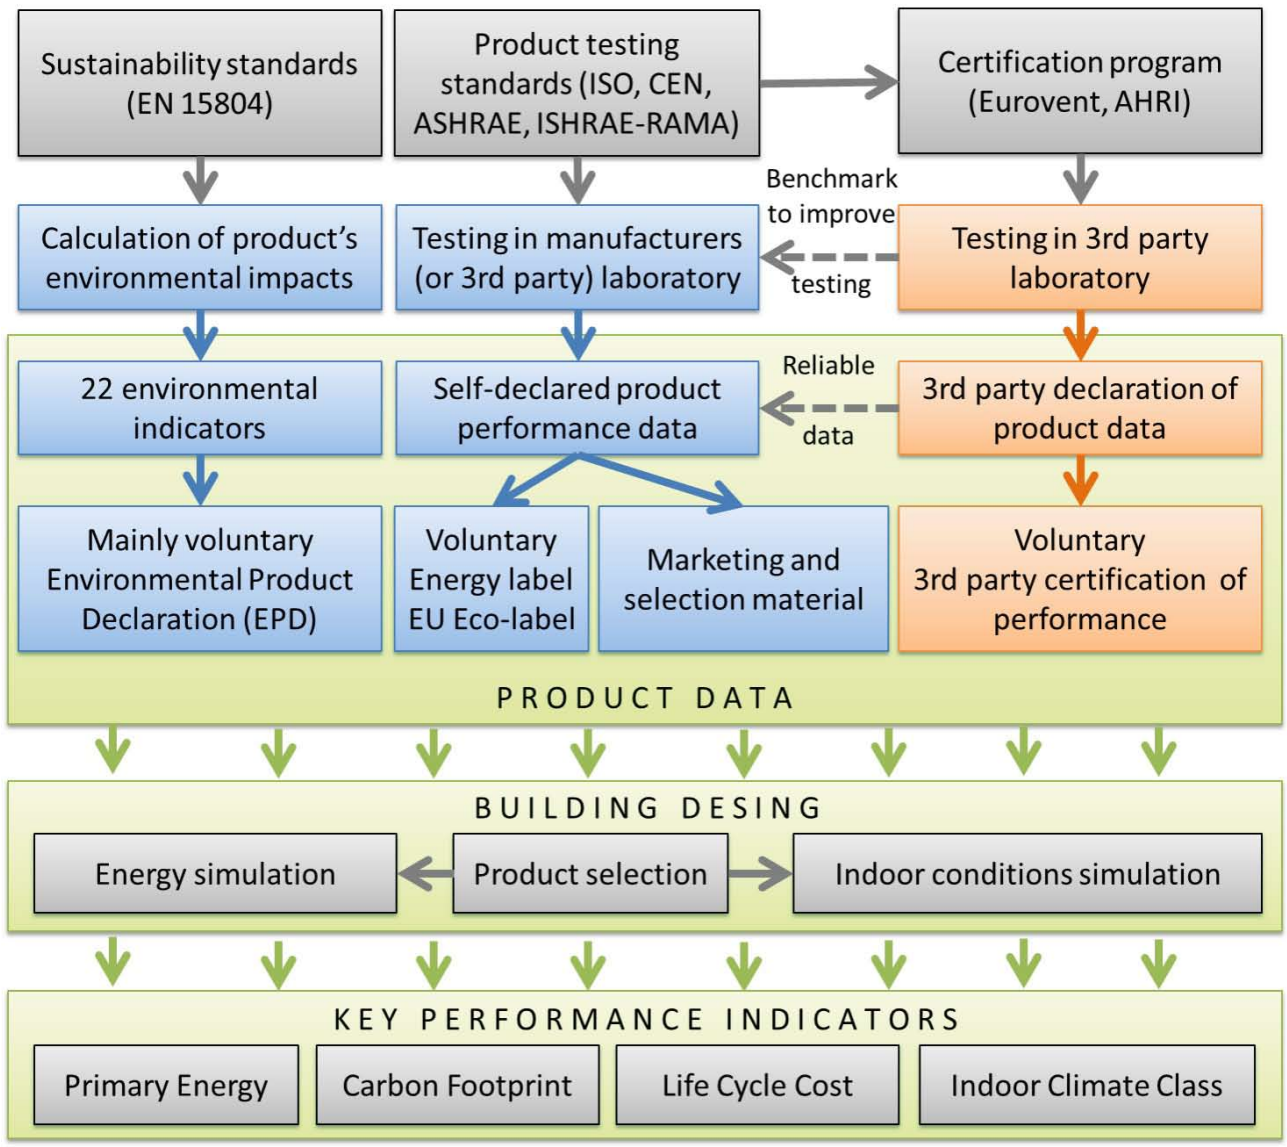 Sustainability standards
(EN 15804)
Product testing
standards (ISO, CEN,
ASHRAE, ISHRAE-RAMA)
Certification program
(Eurovent, AHRI)
Calculation of product's
environmental impacts
Testing in manufacturers
(or 3rd party) laboratory
Benchmark
to improve
testing
Testing in 3rd party
laboratory
22 environmental
indicators
Self-declared product
performance data
Reliable
data
3rd party declaration of
product data
Mainly voluntary
Environmental Product
Declaration (EPD)
Voluntary
Energy label
EU Eco-label
Marketing and
selection material
Voluntary
3rd party certification of
performance
PRODUCT DATA
BUILDING DESING
Energy simulation
Product selection
Indoor conditions simulation
KEY PERFORMANCE INDICATORS
Primary Energy
Carbon Footprint
Life Cycle Cost
Indoor Climate Class